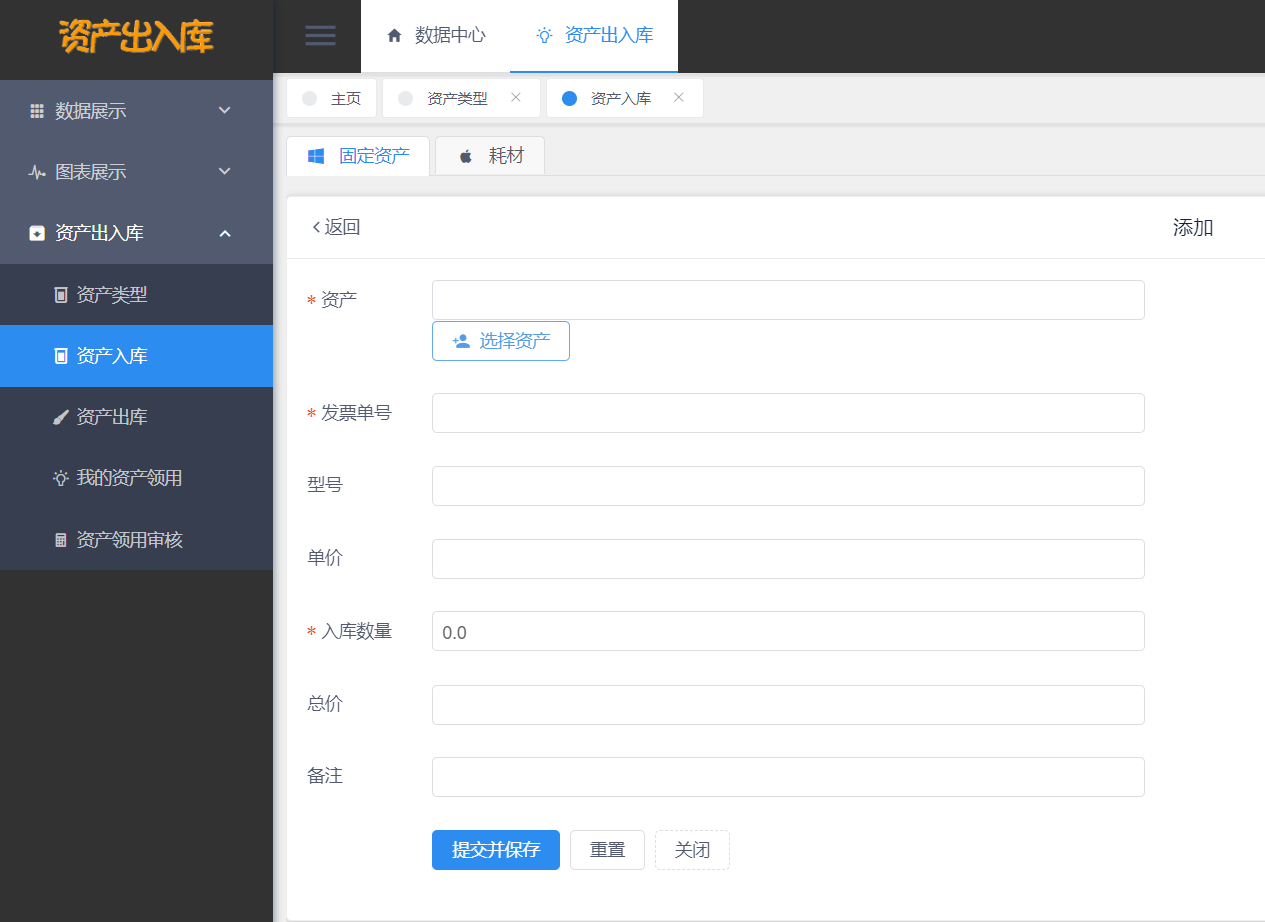 资产出入库
数据中心
资产出入库
数据展示
图表展示
资产出入库
资产类型
资产入库
资产出库
我的资产领用
资产领用审核
主页
资产类型
资产入库
固定资产
耗材
返回
添加
* 资产
选择资产
* 发票单号
型号
单价
* 入库数量
0.0
总价
备注
提交并保存
重置
关闭